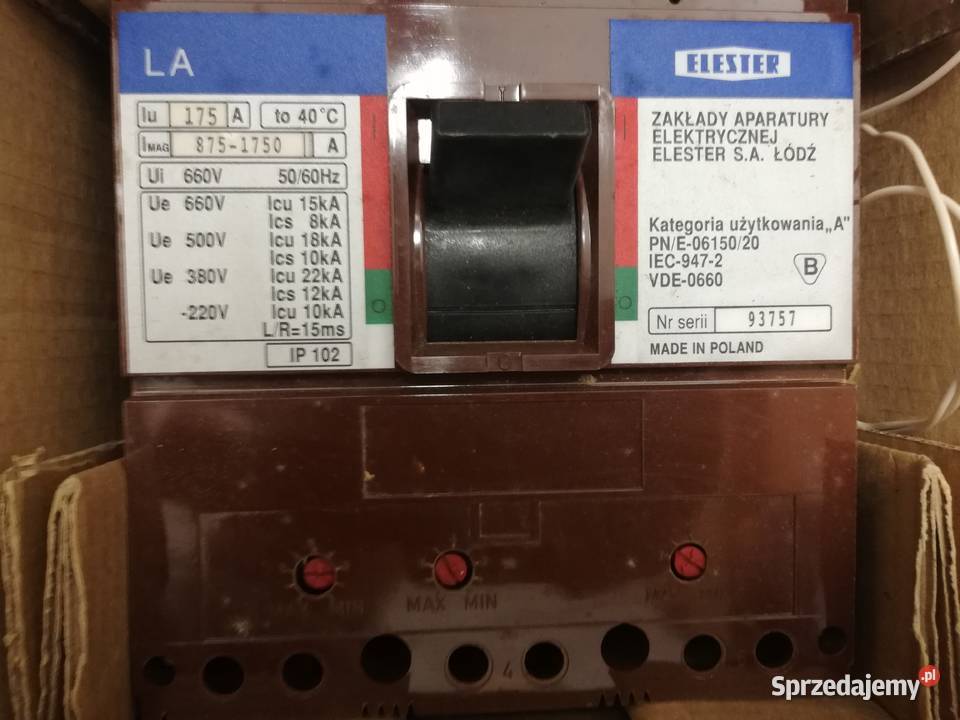 LA
Iu 175 A to 40°C
IMAG 875-1750 A
Ui 660V 50/60Hz
Ue 660V Icu 15kA
Ics 8kA
Ue 500V Icu 18kA
Ics 10kA
Ue 380V Icu 22kA
Ics 12kA
-220V Icu 10kA
L/R=15ms
IP 102
I
O
I
O
ELESTER
ZAKŁADY APARATURY
ELEKTRYCZNEJ
ELESTER S.A. ŁÓDŹ
Kategoria użytkowania„A"
PN/E-06150/20
IEC-947-2
VDE-0660
B
Nr serii 93757
MADE IN POLAND
MAX MIN
MAX MIN
4
Sprzedajemy.pl